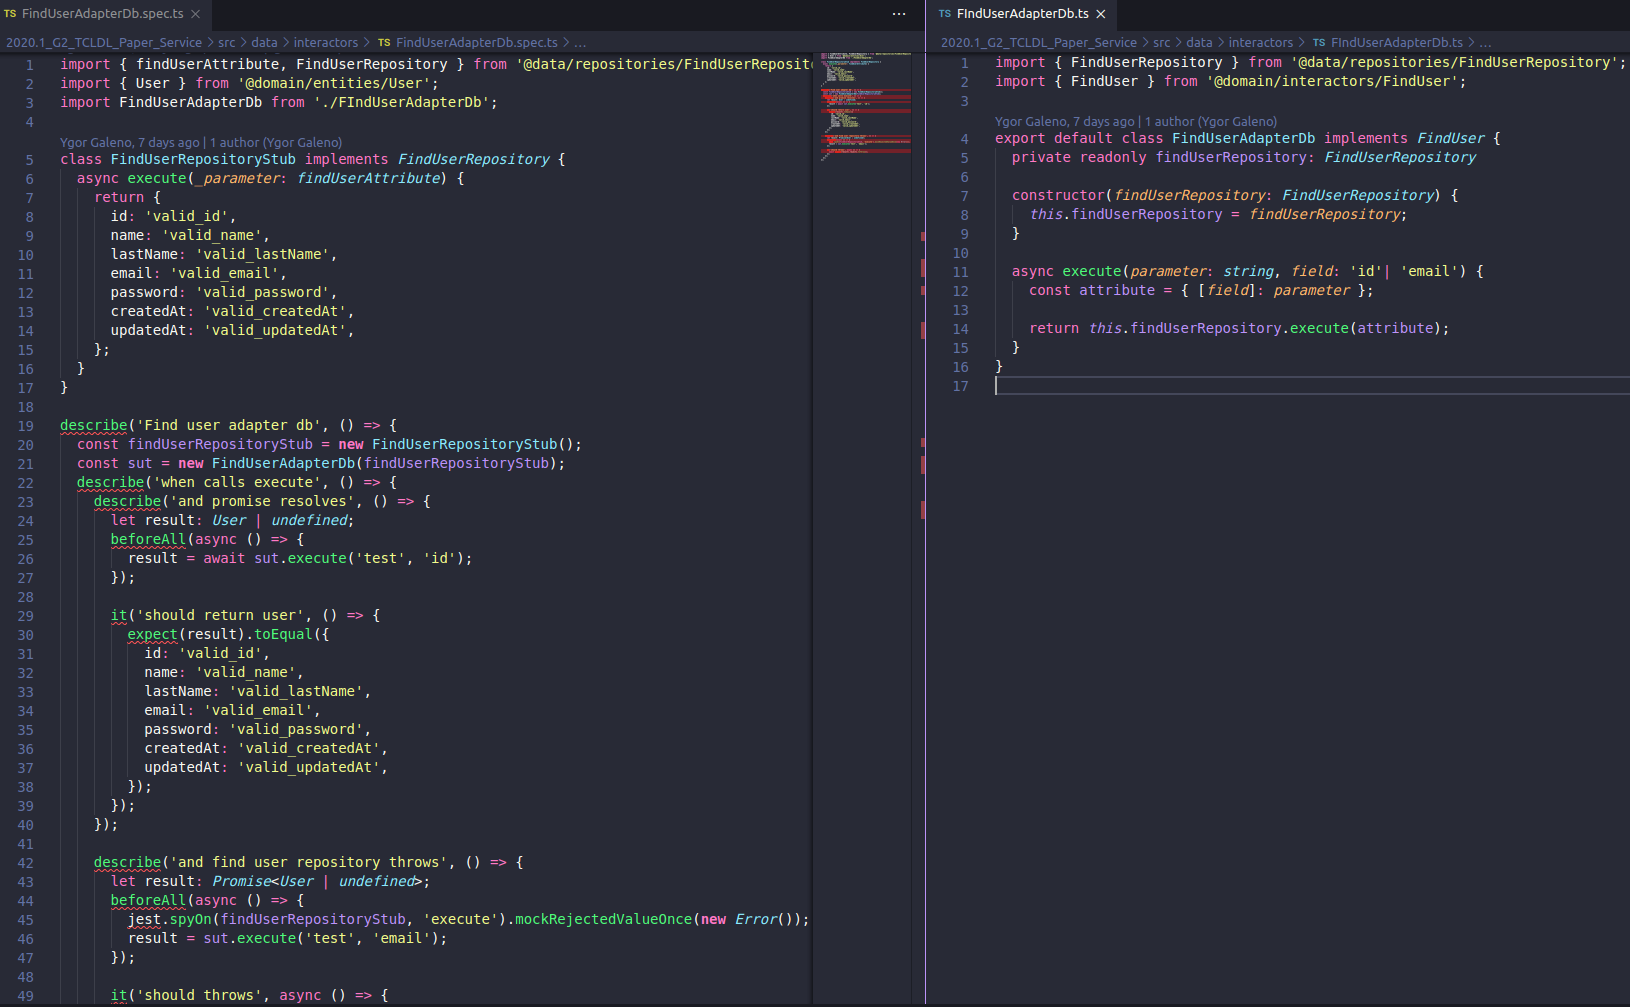 TS FindUserAdapterDb.spec.ts ×
2020.1_G2_TCLDL_Paper_Service > src > data > interactors > TS FindUserAdapterDb.spec.ts > ...
1 import { findUserAttribute, FindUserRepository } from '@data/repositories/FindUserReposit
2 import { User } from '@domain/entities/User';
3 import FindUserAdapterDb from './FIndUserAdapterDb';
4
Ygor Galeno, 7 days ago | 1 author (Ygor Galeno)
5 class FindUserRepositoryStub implements FindUserRepository {
6 async execute(_parameter: findUserAttribute) {
7 return {
8 id: 'valid_id',
9 name: 'valid_name',
10 lastName: 'valid_lastName',
11 email: 'valid_email',
12 password: 'valid_password',
13 createdAt: 'valid_createdAt',
14 updatedAt: 'valid_updatedAt',
15 };
16 }
17 }
18
19 describe('Find user adapter db', () => {
20 const findUserRepositoryStub = new FindUserRepositoryStub();
21 const sut = new FindUserAdapterDb(findUserRepositoryStub);
22 describe('when calls execute', () => {
23 describe('and promise resolves', () => {
24 let result: User | undefined;
25 beforeAll(async () => {
26 result = await sut.execute('test', 'id');
27 });
28
29 it('should return user', () => {
30 expect(result).toEqual({
31 id: 'valid_id',
32 name: 'valid_name',
33 lastName: 'valid_lastName',
34 email: 'valid_email',
35 password: 'valid_password',
36 createdAt: 'valid_createdAt',
37 updatedAt: 'valid_updatedAt',
38 });
39 });
40 });
41
42 describe('and find user repository throws', () => {
43 let result: Promise<User | undefined>;
44 beforeAll(async () => {
45 jest.spyOn(findUserRepositoryStub, 'execute').mockRejectedValueOnce(new Error());
46 result = sut.execute('test', 'email');
47 });
48
49 it('should throws', async () => {
TS FIndUserAdapterDb.ts ×
2020.1_G2_TCLDL_Paper_Service > src > data > interactors > TS FIndUserAdapterDb.ts > ...
1 import { FindUserRepository } from '@data/repositories/FindUserRepository';
2 import { FindUser } from '@domain/interactors/FindUser';
3
Ygor Galeno, 7 days ago | 1 author (Ygor Galeno)
4 export default class FindUserAdapterDb implements FindUser {
5 private readonly findUserRepository: FindUserRepository
6
7 constructor(findUserRepository: FindUserRepository) {
8 this.findUserRepository = findUserRepository;
9 }
10
11 async execute(parameter: string, field: 'id'| 'email') {
12 const attribute = { [field]: parameter };
13
14 return this.findUserRepository.execute(attribute);
15 }
16 }
17